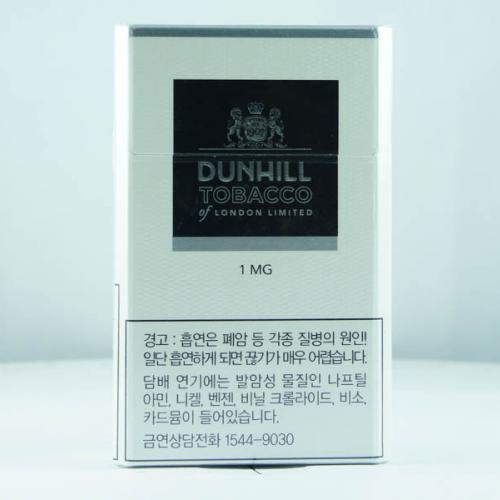 1907
DUNHILL
TOBACCO
of LONDON LIMITED
1 MG
경고 : 흡연은 폐암 등 각종 질병의 원인!
일단 흡연하게 되면 끊기가 매우 어렵습니다.
담배 연기에는 발암성 물질인 나프틸
아민, 니켈, 벤젠, 비닐 크롤라이드, 비소,
카드뮴이 들어있습니다.
금연상담전화 1544-9030